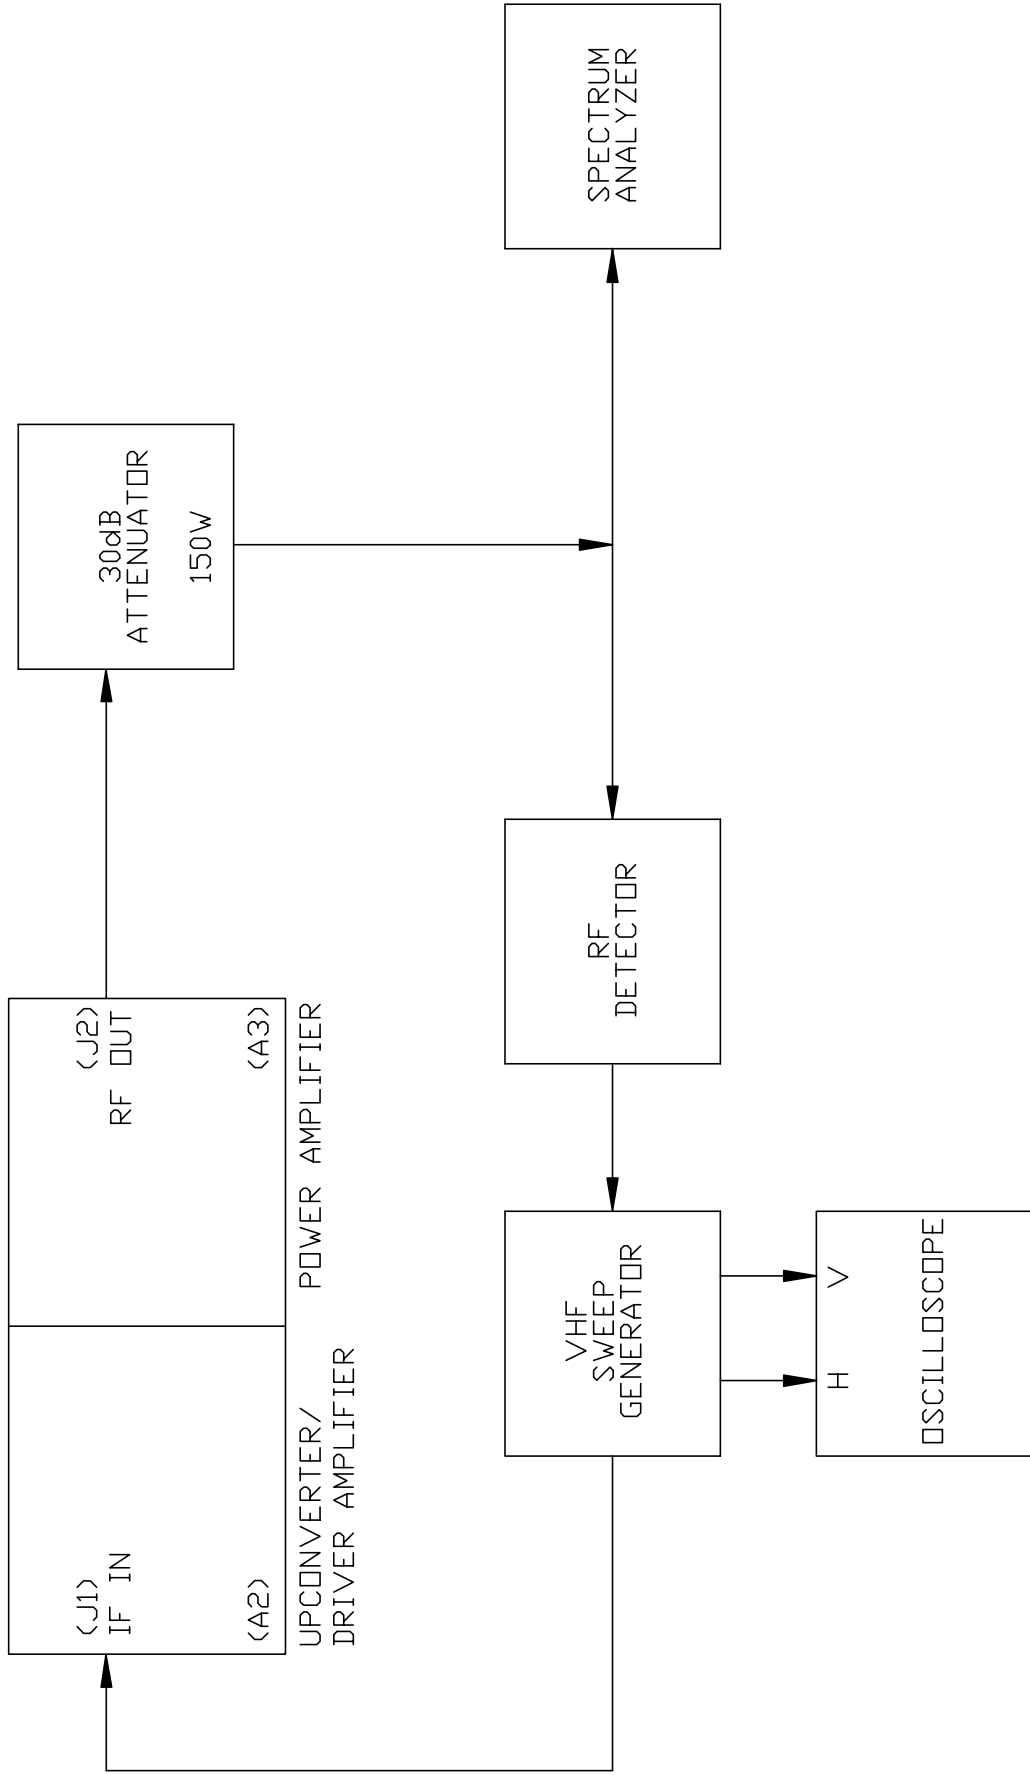 (J1)
IF IN
(A2)
(J2)
RF OUT
(A3)
UPCONVERTER/
DRIVER AMPLIFIER
POWER AMPLIFIER
30dB
ATTENUATOR
150W
VHF
SWEEP
GENERATOR
RF
DETECTOR
SPECTRUM
ANALYZER
H
V
OSCILLOSCOPE